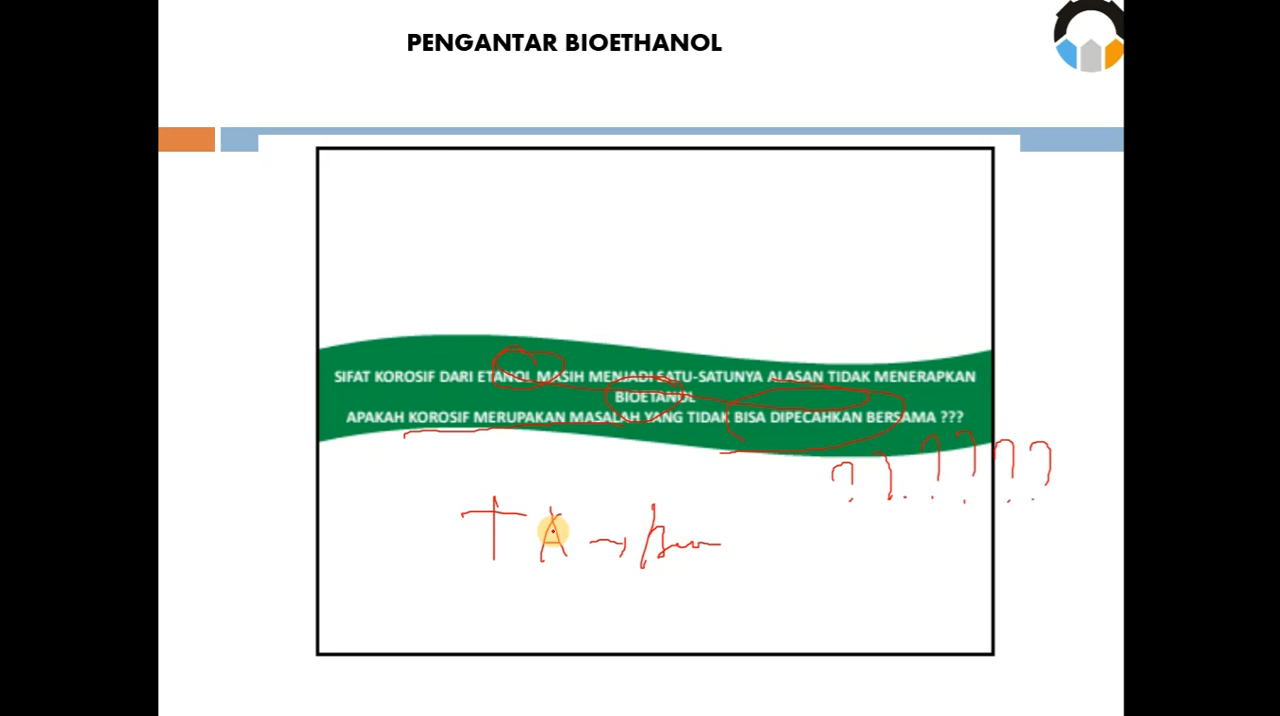 PENGANTAR BIOETHANOL
SIFAT KOROSIF DARI ETANOL MASIH MENJADI SATU-SATUNYA ALASAN TIDAK MENERAPKAN
BIOETANOL
APAKAH KOROSIF MERUPAKAN MASALAH YANG TIDAK BISA DIPECAHKAN BERSAMA ???
? ? ? ? ? ?
TA →